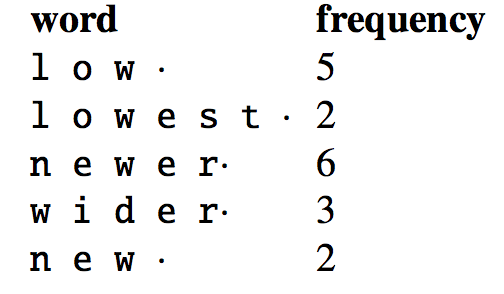 word frequency
l o w · 5
l o w e s t · 2
n e w e r· 6
w i d e r· 3
n e w · 2